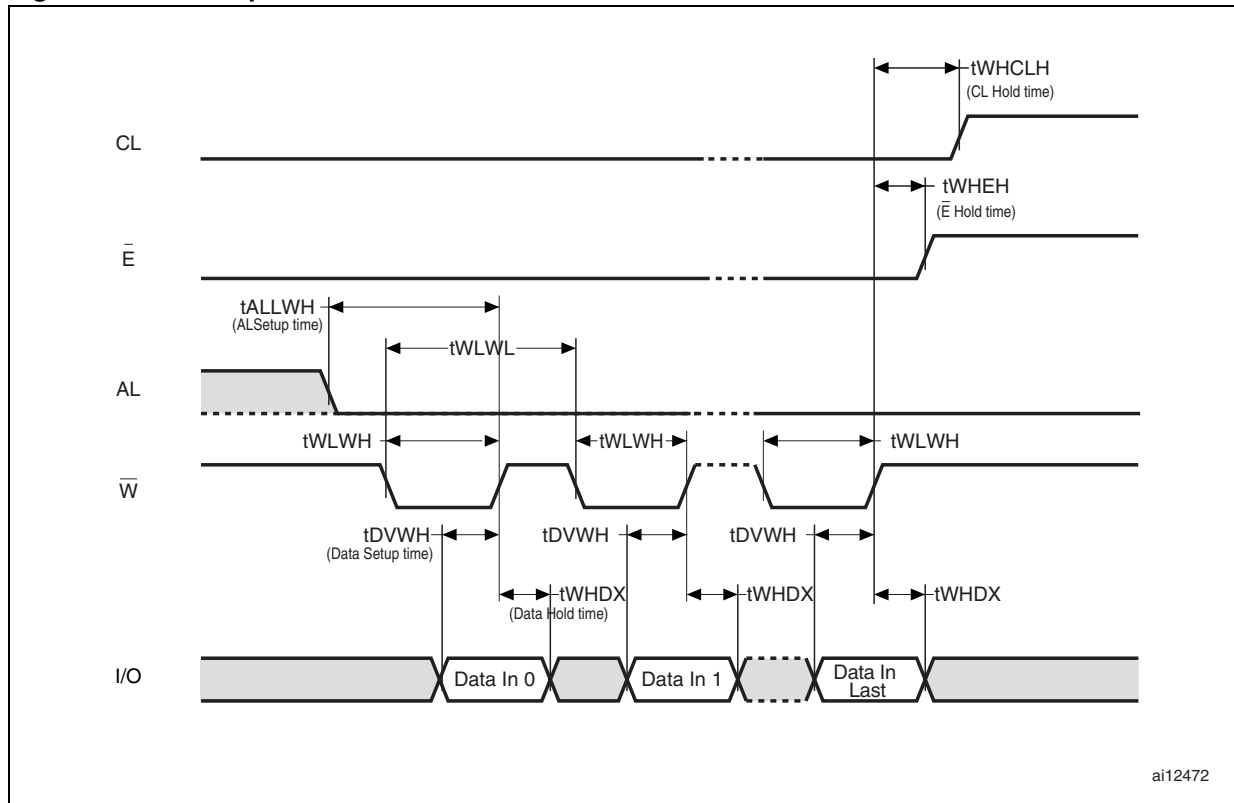 tWHCLH
(CL Hold time)
CL
tWHEH
(E̅ Hold time)
E̅
tALLWH
(ALSetup time)
tWLWL
AL
tWLWH
tWLWH
tWLWH
W̅
tDVWH
(Data Setup time)
tDVWH
tDVWH
tWHDX
(Data Hold time)
tWHDX
tWHDX
I/O
Data In 0
Data In 1
Data In
Last
ai12472